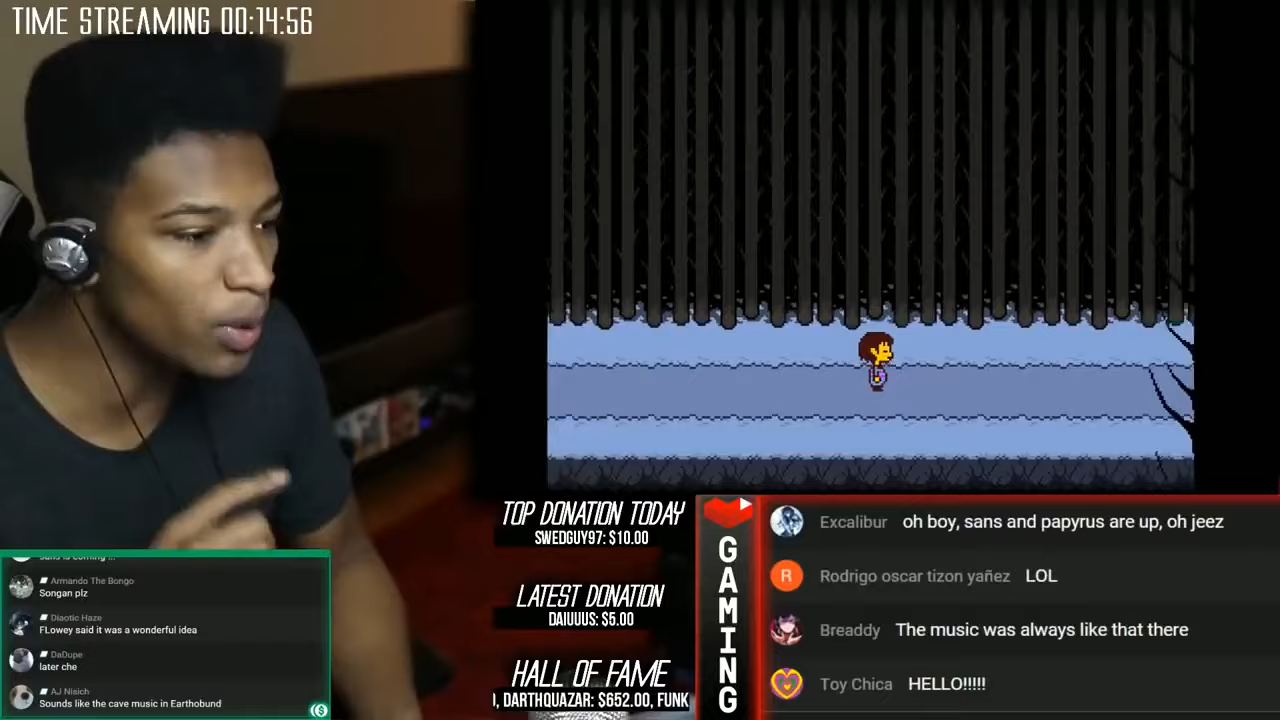 TIME STREAMING 00:14:56
Armando The Bongo
Songan plz
Diaotic Haze
FLowey said it was a wonderful idea
DaDupe
later che
AJ Nisich
Sounds like the cave music in Earthobund
TOP DONATION TODAY
SWEDGUY97: $10.00
LATEST DONATION
DAIUUUS: $5.00
HALL OF FAME
, DARTHQUAZAR: $652.00, FUNK
GAMING
Excalibur oh boy, sans and papyrus are up, oh jeez
R
Rodrigo oscar tizon yañez LOL
Breaddy The music was always like that there
Toy Chica HELLO!!!!!